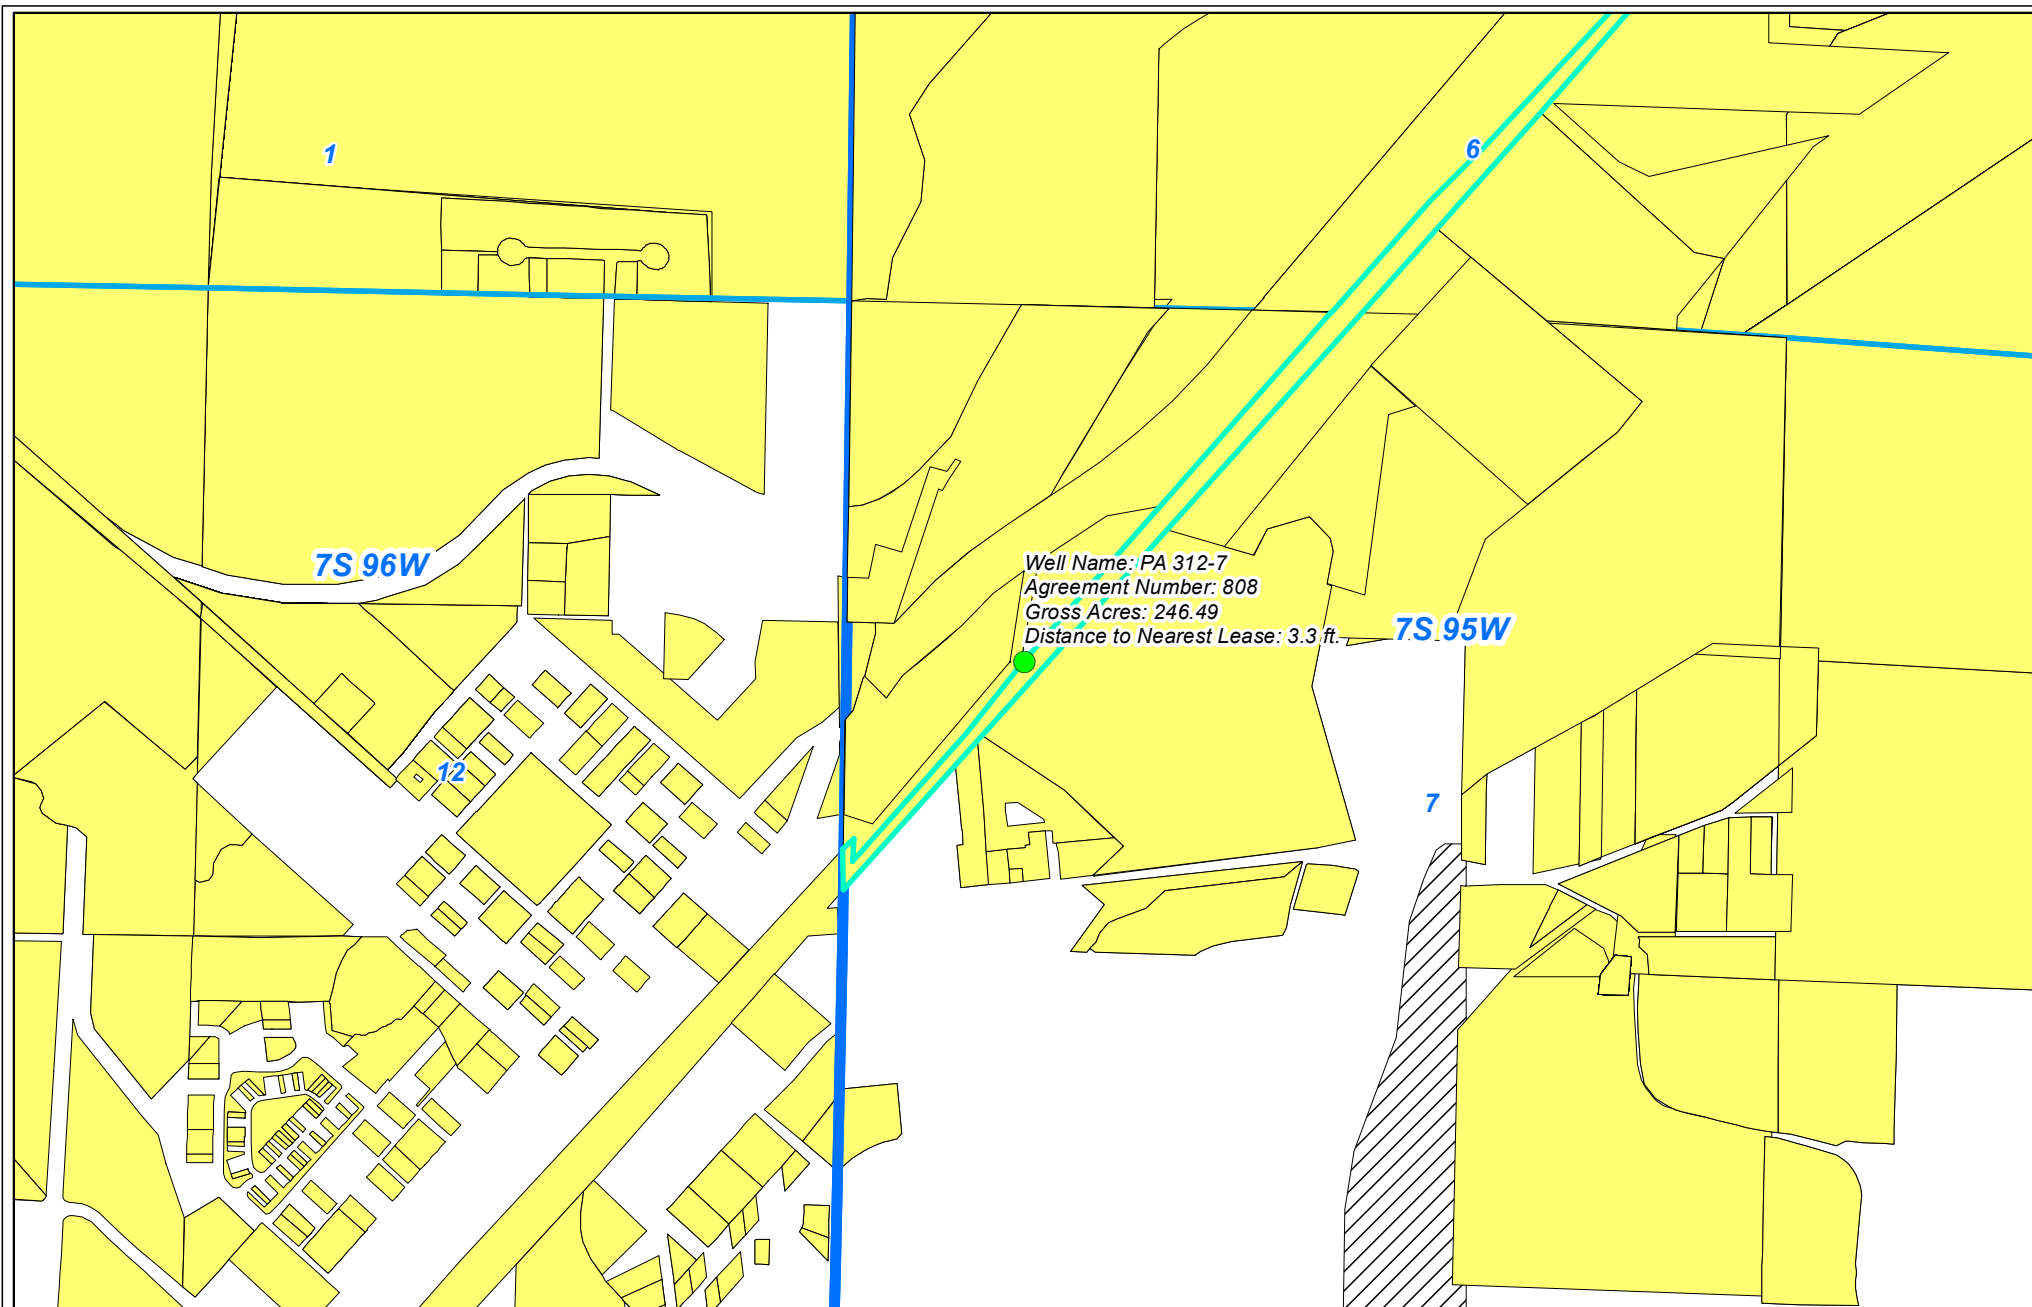 1
6
7S 96W
Well Name: PA 312-7
Agreement Number: 808
Gross Acres: 246.49
Distance to Nearest Lease: 3.3 ft.
7S 95W
12
7